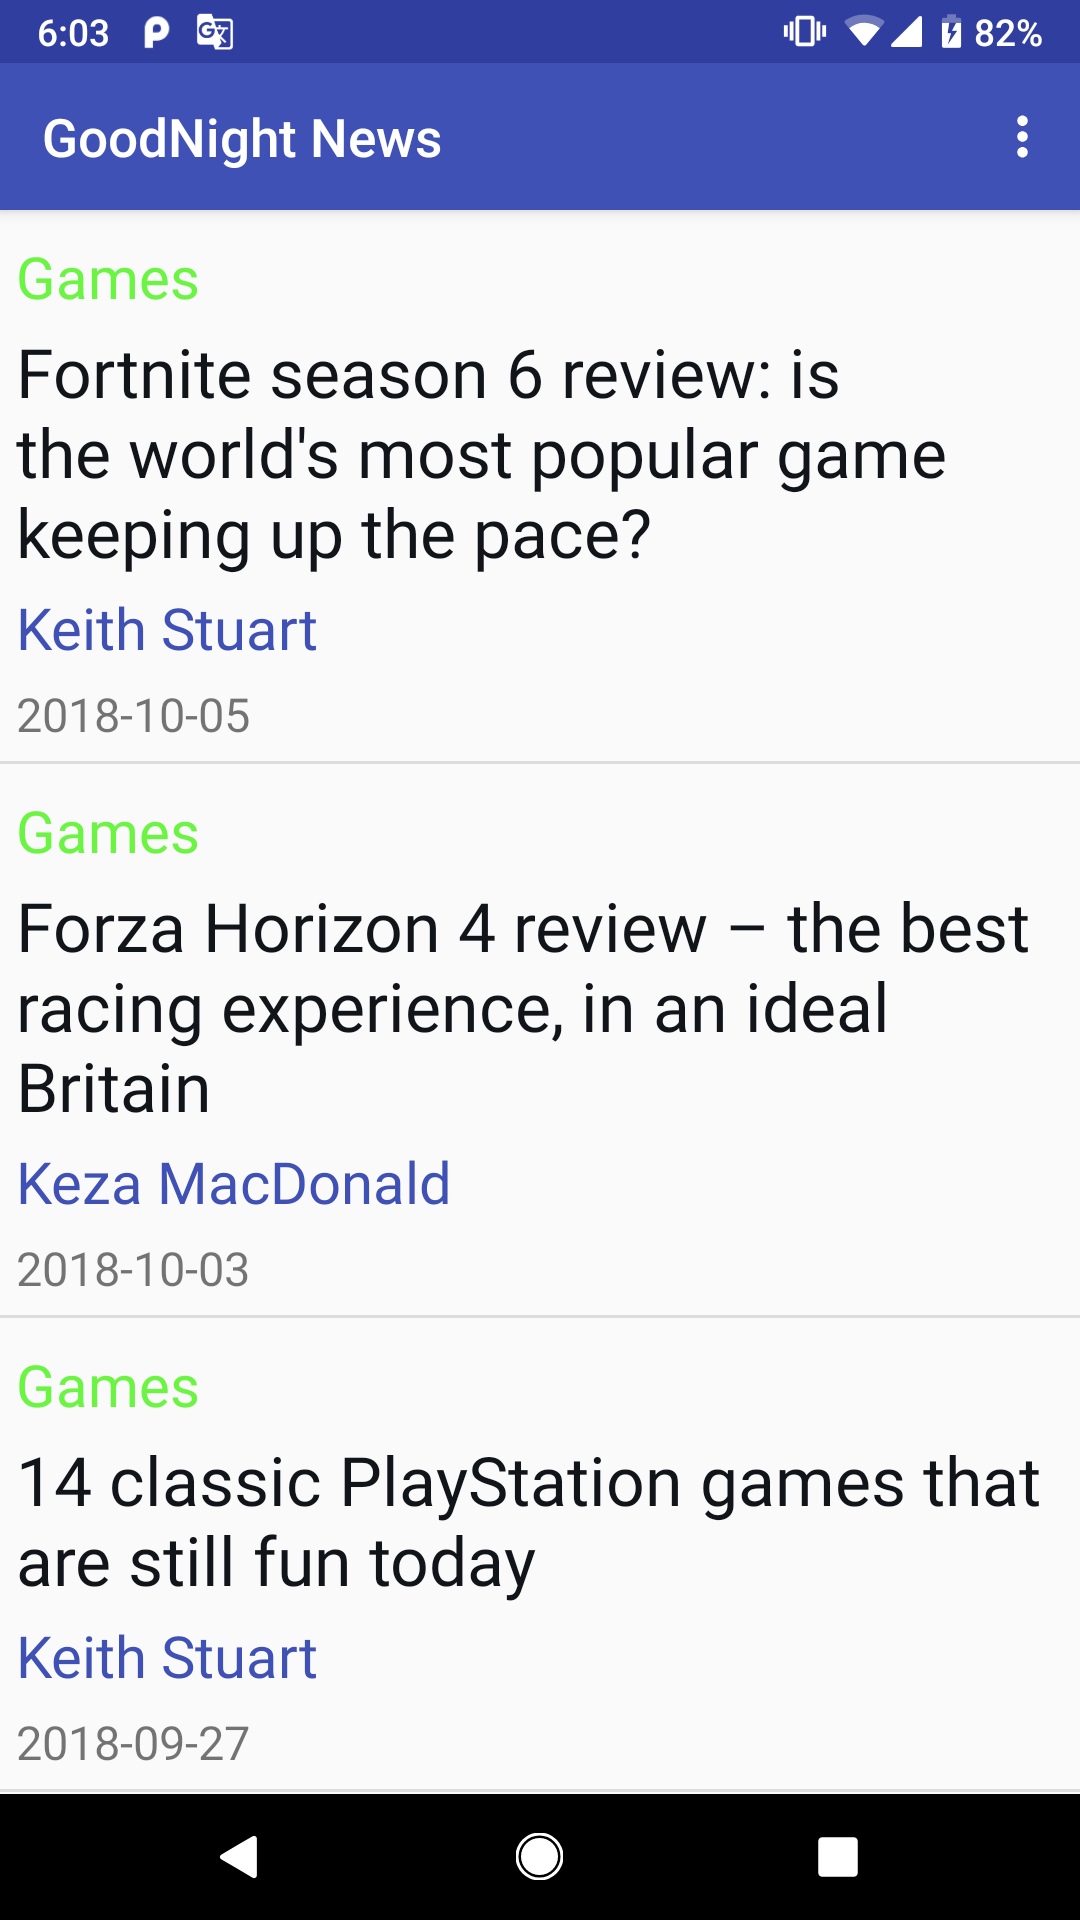 6:03
82%
GoodNight News
Games
Fortnite season 6 review: is
the world's most popular game
keeping up the pace?
Keith Stuart
2018-10-05
Games
Forza Horizon 4 review – the best
racing experience, in an ideal
Britain
Keza MacDonald
2018-10-03
Games
14 classic PlayStation games that
are still fun today
Keith Stuart
2018-09-27